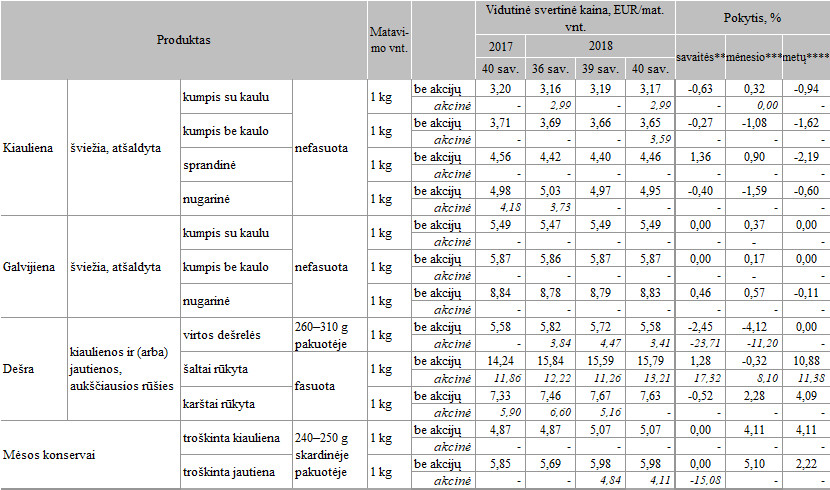 Produktas Matavimo vnt. Vidutinė svertinė kaina, EUR/mat. vnt. Pokytis, %
2017 2018 savaitės** mėnesio*** metų****
40 sav. 36 sav. 39 sav. 40 sav.
Kiauliena šviežia, atšaldyta kumpis su kaulu nefasuota 1 kg be akcijų 3,20 3,16 3,19 3,17 -0,63 0,32 -0,94
akcinė - 2,99 - 2,99 - 0,00 -
kumpis be kaulo 1 kg be akcijų 3,71 3,69 3,66 3,65 -0,27 -1,08 -1,62
akcinė - - - 3,59 - - -
sprandinė 1 kg be akcijų 4,56 4,42 4,40 4,46 1,36 0,90 -2,19
akcinė - - - - - - -
nugarinė 1 kg be akcijų 4,98 5,03 4,97 4,95 -0,40 -1,59 -0,60
akcinė 4,18 3,73 - - - - -
Galvijiena šviežia, atšaldyta kumpis su kaulu nefasuota 1 kg be akcijų 5,49 5,47 5,49 5,49 0,00 0,37 0,00
akcinė - - - - - - -
kumpis be kaulo 1 kg be akcijų 5,87 5,86 5,87 5,87 0,00 0,17 0,00
akcinė - - - - - - -
nugarinė 1 kg be akcijų 8,84 8,78 8,79 8,83 0,46 0,57 -0,11
akcinė - - - - - - -
Dešra kiaulienos ir (arba) jautienos, aukščiausios rūšies virtos dešrelės 260–310 g pakuotėje 1 kg be akcijų 5,58 5,82 5,72 5,58 -2,45 -4,12 0,00
akcinė - 3,84 4,47 3,41 -23,71 -11,20 -
šaltai rūkyta fasuota 1 kg be akcijų 14,24 15,84 15,59 15,79 1,28 -0,32 10,88
akcinė 11,86 12,22 11,26 13,21 17,32 8,10 11,38
karštai rūkyta 1 kg be akcijų 7,33 7,46 7,67 7,63 -0,52 2,28 4,09
akcinė 5,90 6,60 5,16 - - - -
Mėsos konservai troškinta kiauliena 240–250 g skardinėje pakuotėje 1 kg be akcijų 4,87 4,87 5,07 5,07 0,00 4,11 4,11
akcinė - - - - - - -
troškinta jautiena 1 kg be akcijų 5,85 5,69 5,98 5,98 0,00 5,10 2,22
akcinė - - 4,84 4,11 -15,08 - -